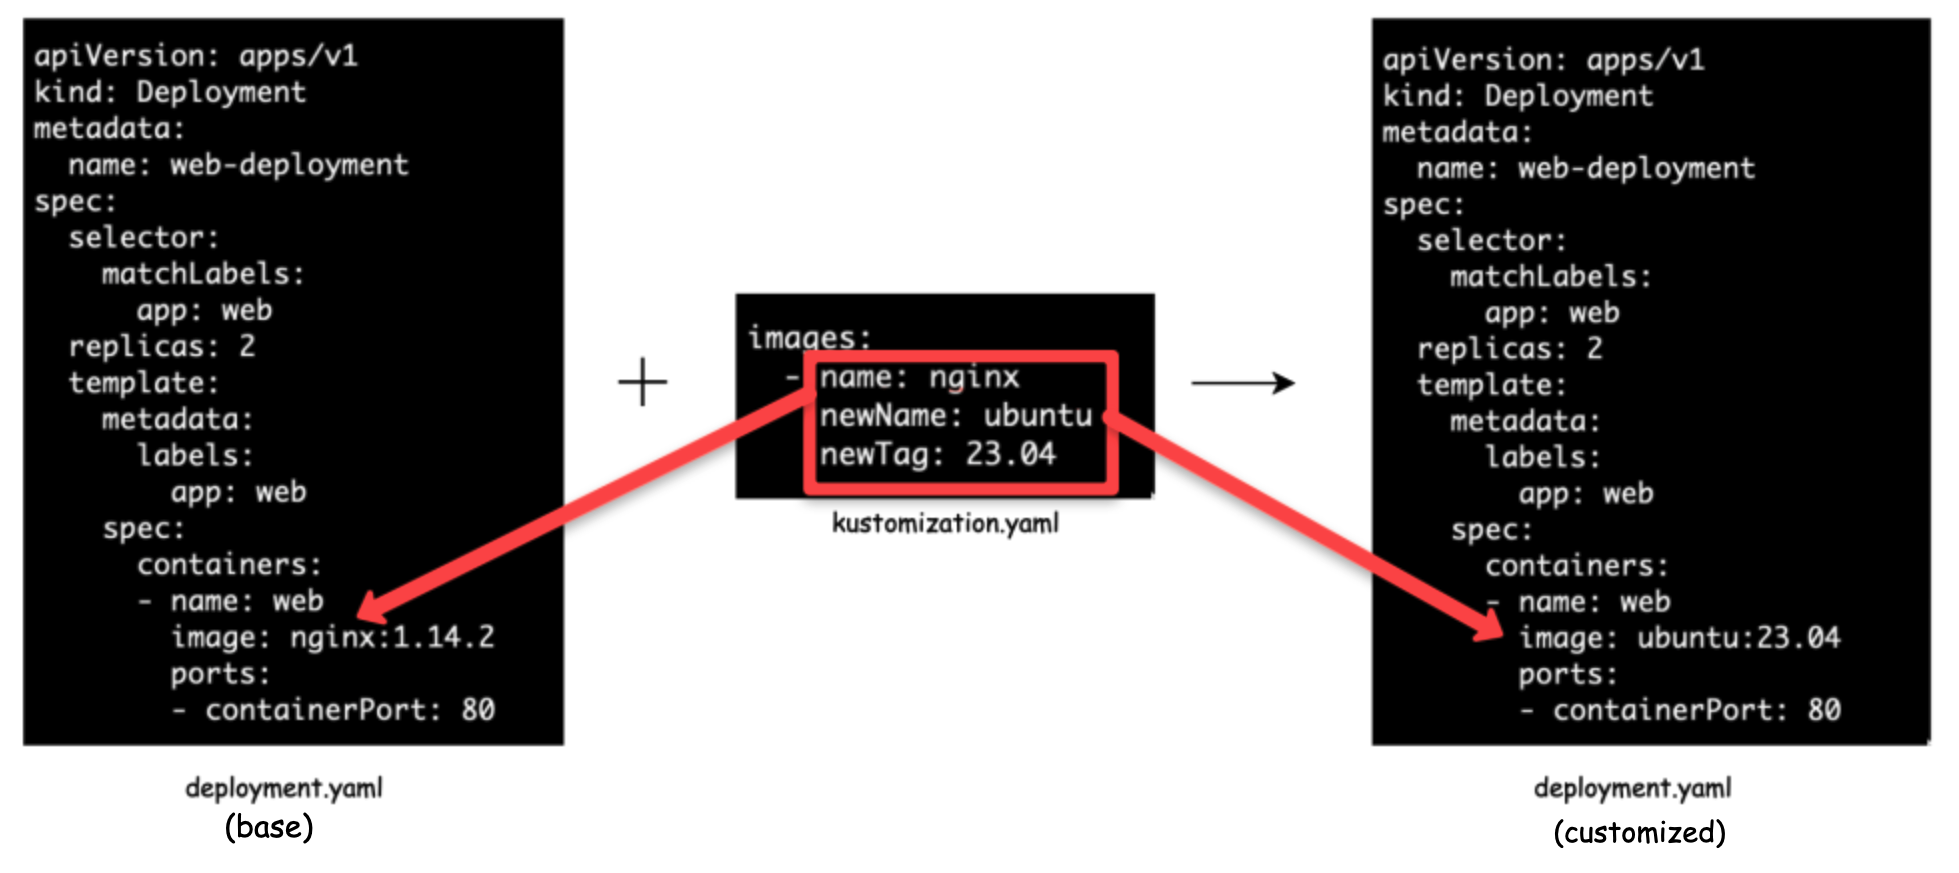 apiVersion: apps/v1
kind: Deployment
metadata:
  name: web-deployment
spec:
  selector:
    matchLabels:
      app: web
  replicas: 2
  template:
    metadata:
      labels:
        app: web
    spec:
      containers:
      - name: web
        image: nginx:1.14.2
        ports:
        - containerPort: 80
deployment.yaml
(base)
+
images:
  - name: nginx
    newName: ubuntu
    newTag: 23.04
kustomization.yaml
apiVersion: apps/v1
kind: Deployment
metadata:
  name: web-deployment
spec:
  selector:
    matchLabels:
      app: web
  replicas: 2
  template:
    metadata:
      labels:
        app: web
    spec:
      containers:
      - name: web
        image: ubuntu:23.04
        ports:
        - containerPort: 80
deployment.yaml
(customized)